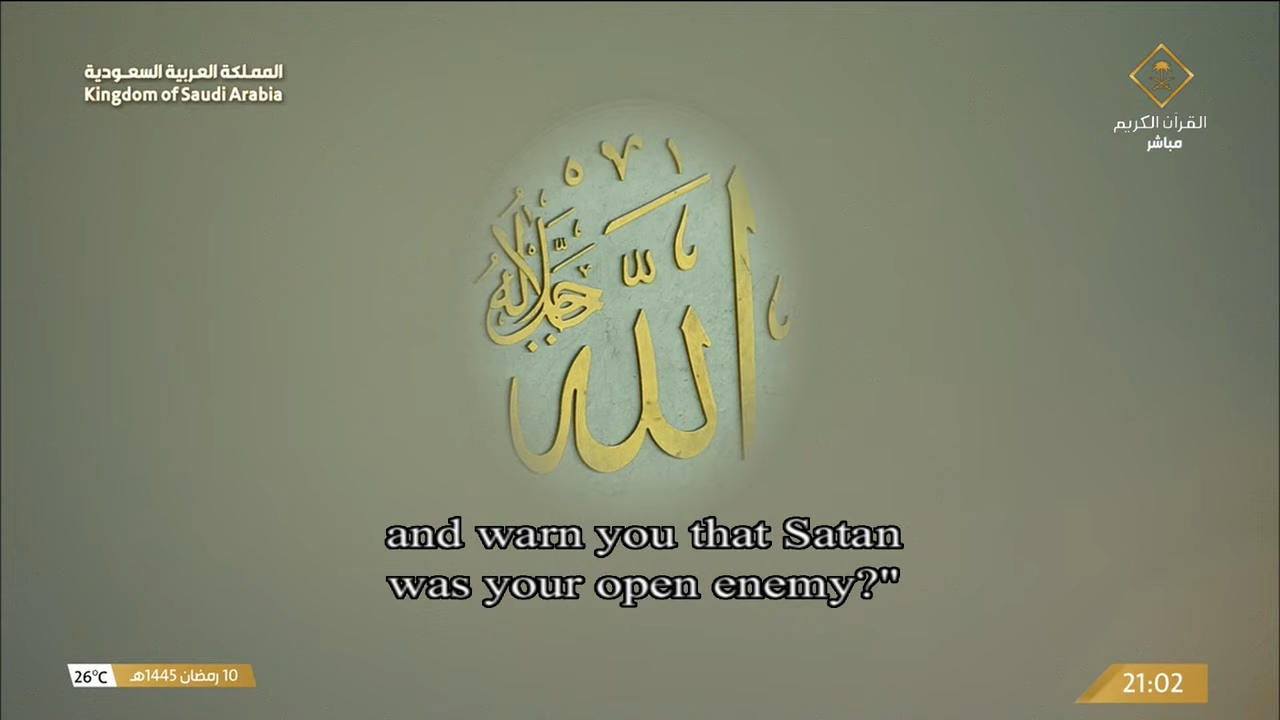 المملكة العربية السعودية
Kingdom of Saudi Arabia
القرآن الكريم
مباشر
الله
جل جلاله
and warn you that Satan
was your open enemy?"
26°C
10 رمضان 1445هـ
21:02